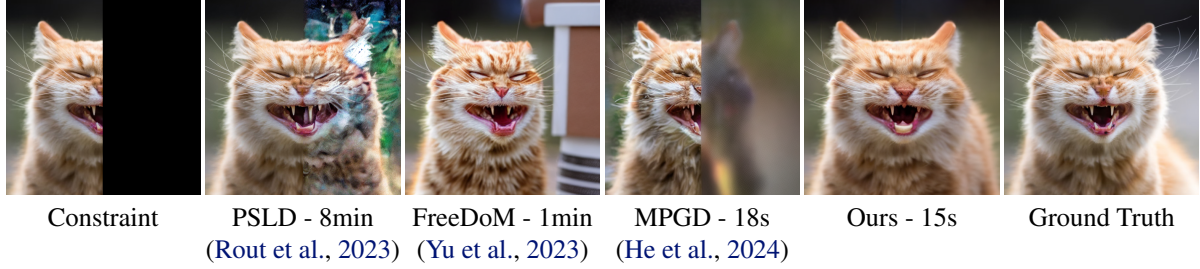 Constraint
PSLD - 8min
(Rout et al., 2023)
FreeDoM - 1min
(Yu et al., 2023)
MPGD - 18s
(He et al., 2024)
Ours - 15s
Ground Truth